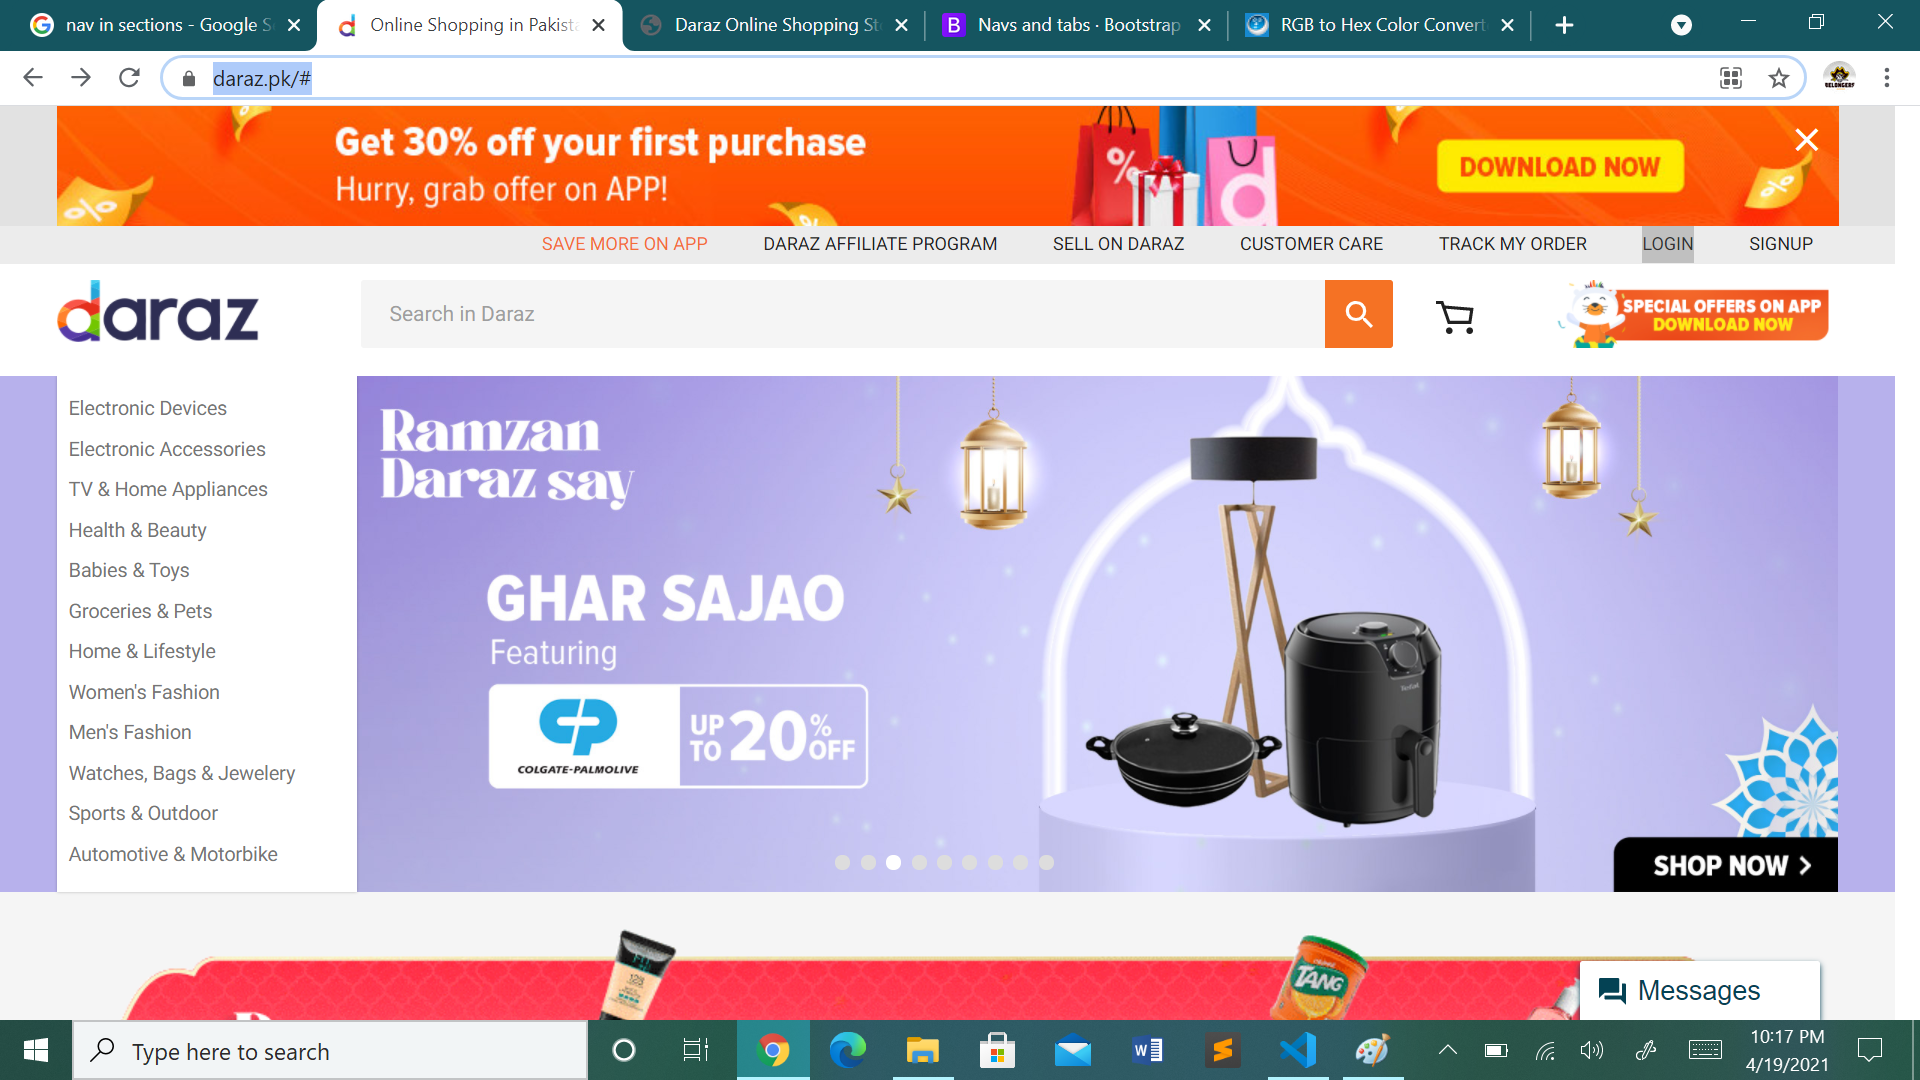 nav in sections - Google S
Online Shopping in Pakista
Daraz Online Shopping St
B Navs and tabs · Bootstrap
RGB to Hex Color Convert
daraz.pk/#
Get 30% off your first purchase
Hurry, grab offer on APP!
DOWNLOAD NOW
SAVE MORE ON APP
DARAZ AFFILIATE PROGRAM
SELL ON DARAZ
CUSTOMER CARE
TRACK MY ORDER
LOGIN
SIGNUP
daraz
Search in Daraz
SPECIAL OFFERS ON APP
DOWNLOAD NOW
Electronic Devices
Electronic Accessories
TV & Home Appliances
Health & Beauty
Babies & Toys
Groceries & Pets
Home & Lifestyle
Women's Fashion
Men's Fashion
Watches, Bags & Jewelery
Sports & Outdoor
Automotive & Motorbike
Ramzan
Daraz say
GHAR SAJAO
Featuring
COLGATE-PALMOLIVE
UP TO 20% OFF
SHOP NOW
TANG
Messages
Type here to search
10:17 PM
4/19/2021